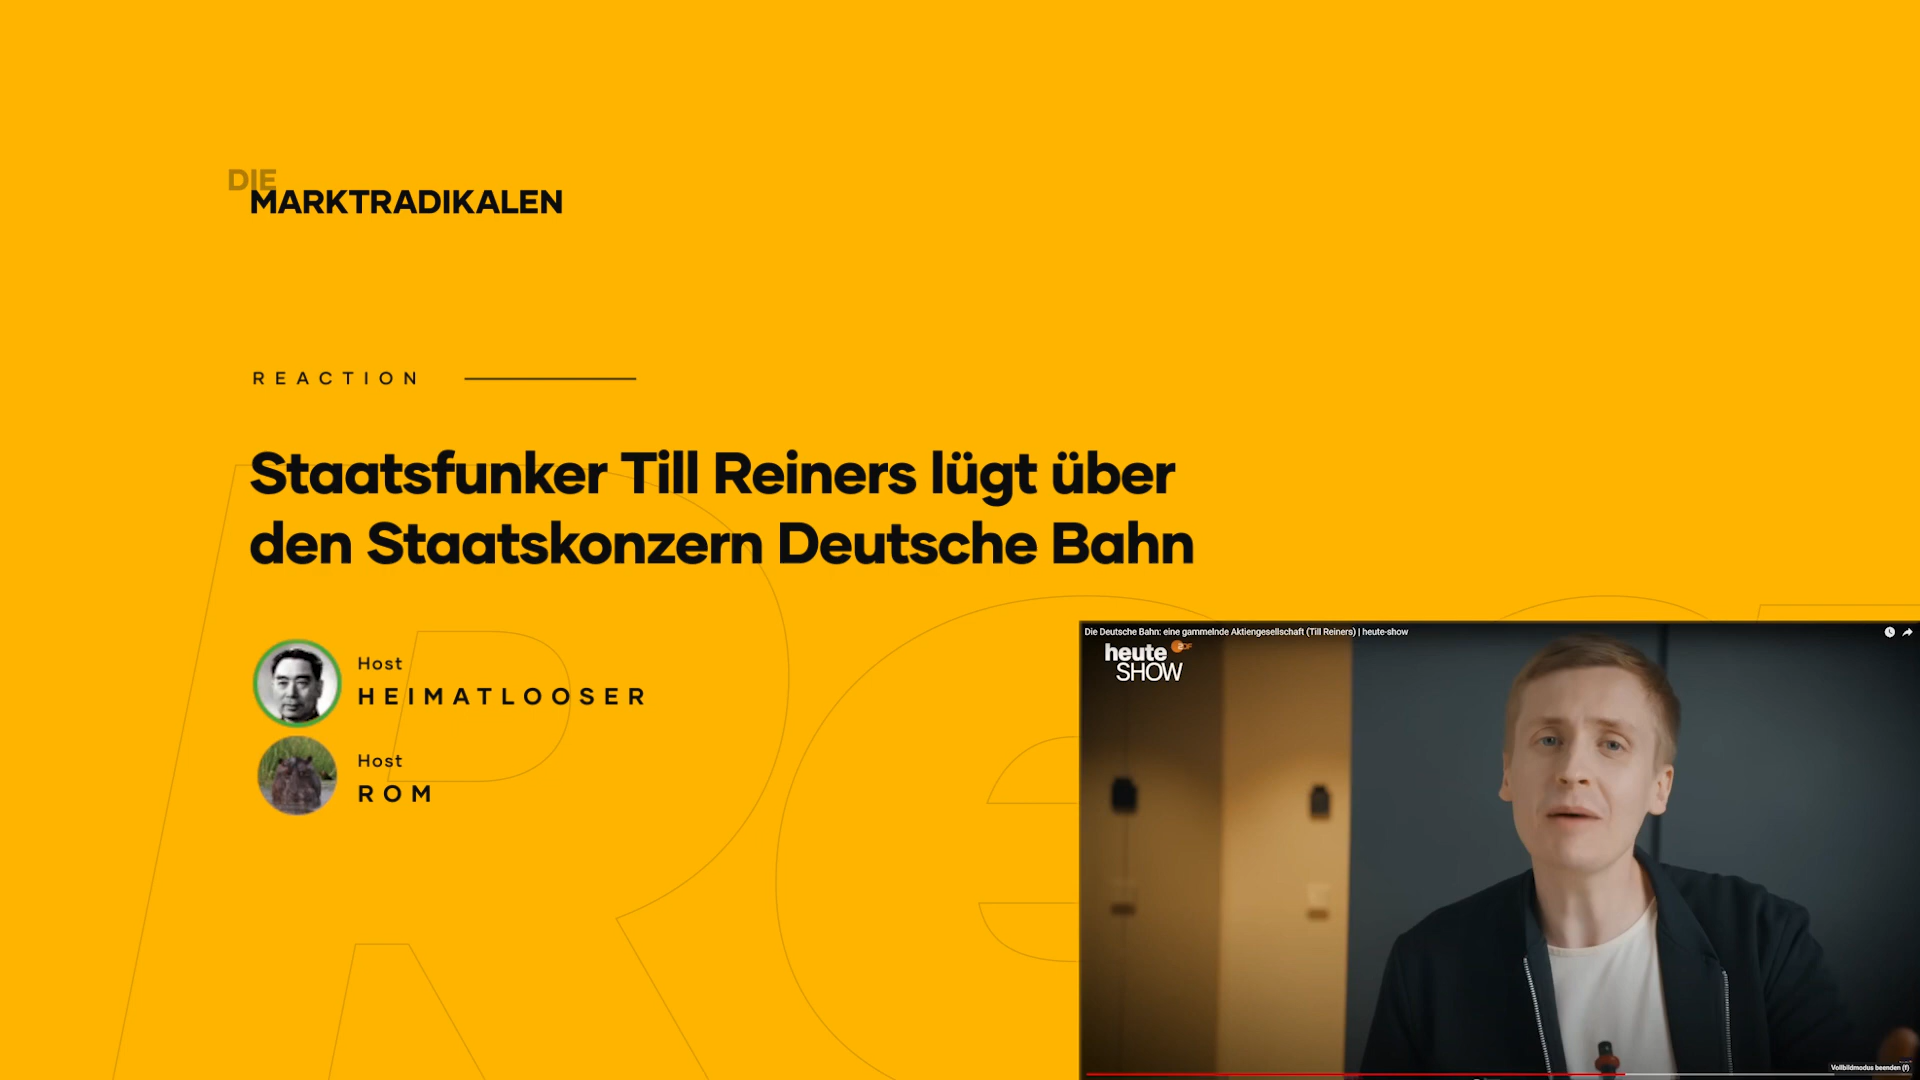 DIE
MARKTRADIKALEN
REACTION
Staatsfunker Till Reiners lügt über
den Staatskonzern Deutsche Bahn
Host
HEIMATLOOSER
Host
ROM
Die Deutsche Bahn: eine gammelnde Aktiengesellschaft (Till Reiners) | heute-show
heute ZDF
SHOW
Vollbildmodus beenden (f)